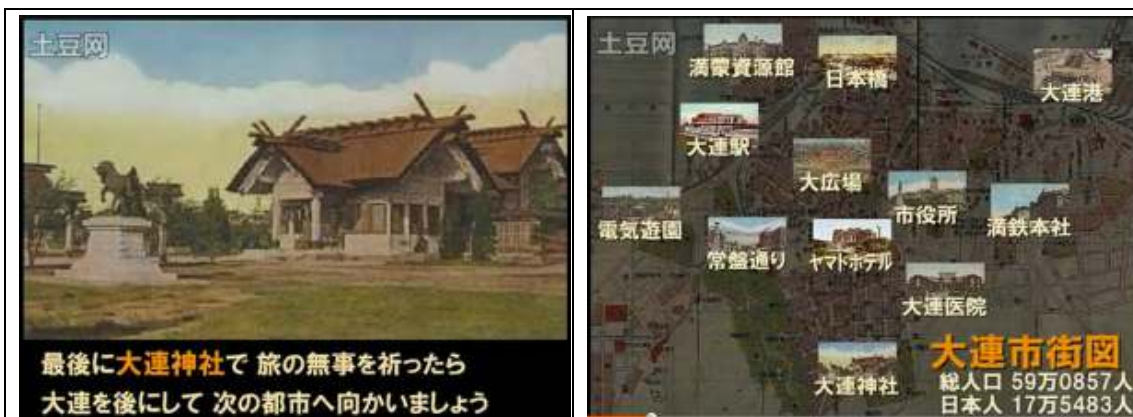 土豆网
最後に大連神社で 旅の無事を祈ったら
大連を後にして 次の都市へ向かいましょう
土豆网
満蒙資源館
日本橋
大連港
大連駅
大広場
市役所
満鉄本社
電気遊園
常盤通り
ヤマトホテル
大連医院
大連神社
大連市街図
総人口 59万0857人
日本人 17万5483人